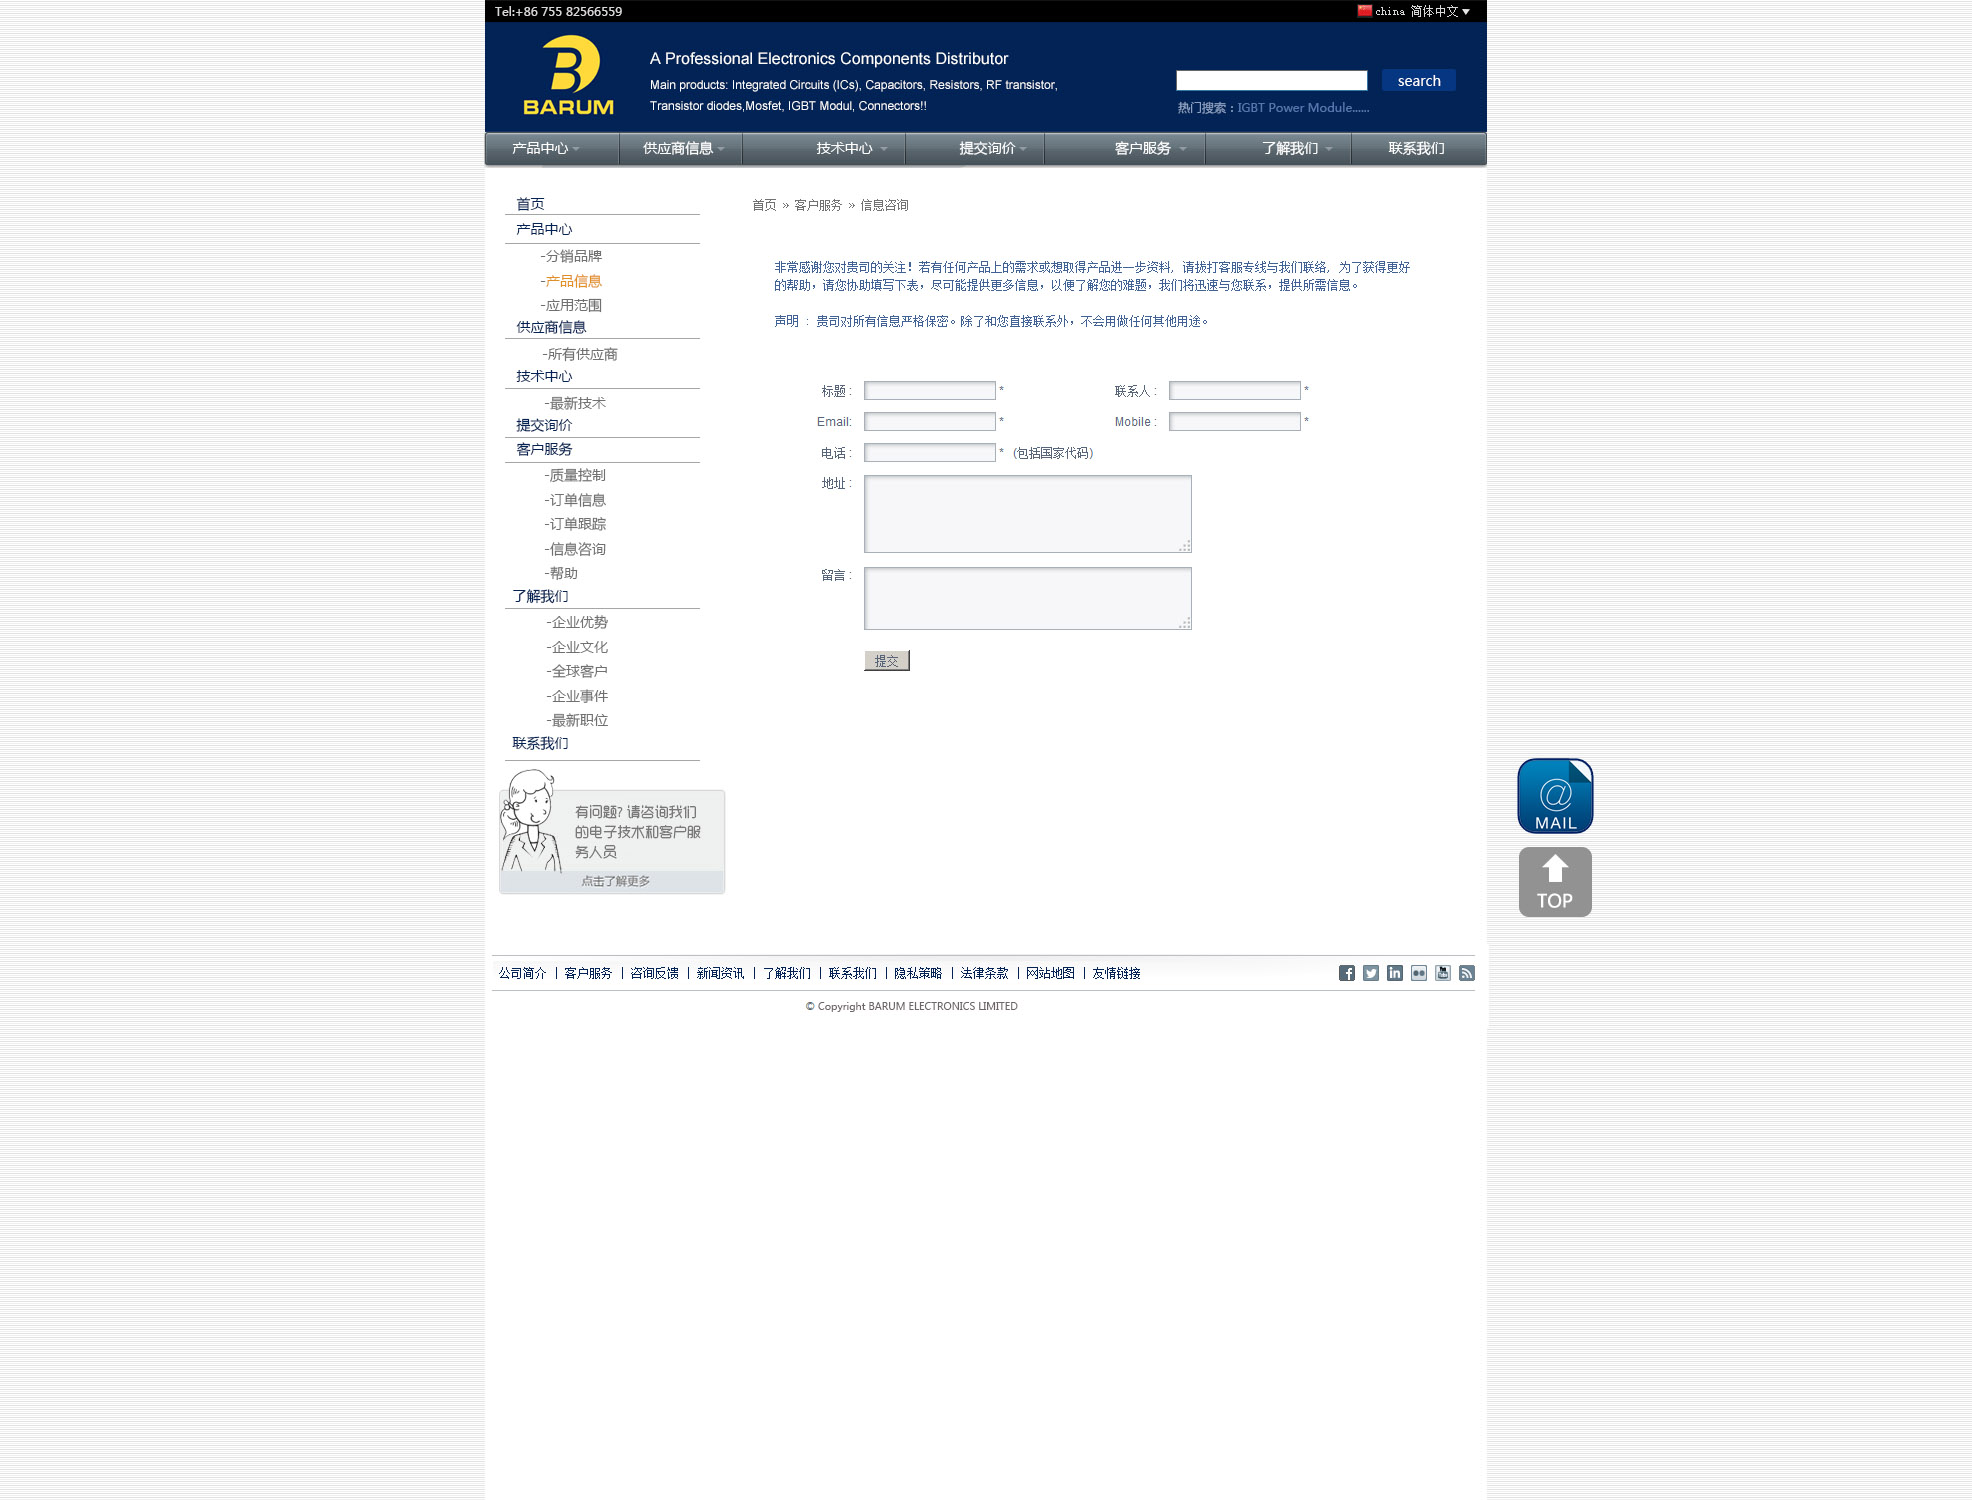 Tel:+86 755 82566559
china 简体中文
BARUM
A Professional Electronics Components Distributor
Main products: Integrated Circuits (ICs), Capacitors, Resistors, RF transistor,
Transistor diodes,Mosfet, IGBT Modul, Connectors!!
search
热门搜索：IGBT Power Module......
产品中心 供应商信息 技术中心 提交询价 客户服务 了解我们 联系我们
首页
产品中心
-分销品牌
-产品信息
-应用范围
供应商信息
-所有供应商
技术中心
-最新技术
提交询价
客户服务
-质量控制
-订单信息
-订单跟踪
-信息咨询
-帮助
了解我们
-企业优势
-企业文化
-全球客户
-企业事件
-最新职位
联系我们
有问题? 请咨询我们
的电子技术和客户服
务人员
点击了解更多
首页 » 客户服务 » 信息咨询
非常感谢您对贵司的关注！若有任何产品上的需求或想取得产品进一步资料，请拔打客服专线与我们联络，为了获得更好
的帮助，请您协助填写下表，尽可能提供更多信息，以便了解您的难题，我们将迅速与您联系，提供所需信息。
声明 ：贵司对所有信息严格保密。除了和您直接联系外，不会用做任何其他用途。
标题 : * 联系人 : *
Email: * Mobile : *
电话 : * (包括国家代码)
地址 :
留言 :
提交
@
MAIL
TOP
公司简介 | 客户服务 | 咨询反馈 | 新闻资讯 | 了解我们 | 联系我们 | 隐私策略 | 法律条款 | 网站地图 | 友情链接
© Copyright BARUM ELECTRONICS LIMITED